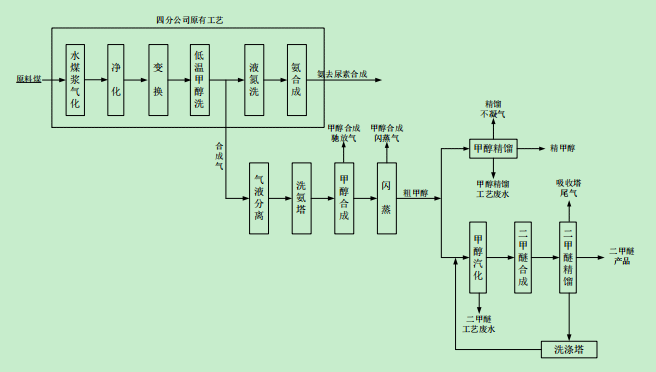 四分公司原有工艺
原料煤
水煤浆气化
净化
变换
低温甲醇洗
液氮洗
氨合成
氨去尿素合成
合成气
气液分离
洗氨塔
甲醇合成
甲醇合成
驰放气
闪蒸
甲醇合成
闪蒸气
粗甲醇
精馏
不凝气
甲醇精馏
精甲醇
甲醇精馏
工艺废水
吸收塔
尾气
甲醇汽化
二甲醚合成
二甲醚精馏
二甲醚
产品
二甲醚
工艺废水
洗涤塔